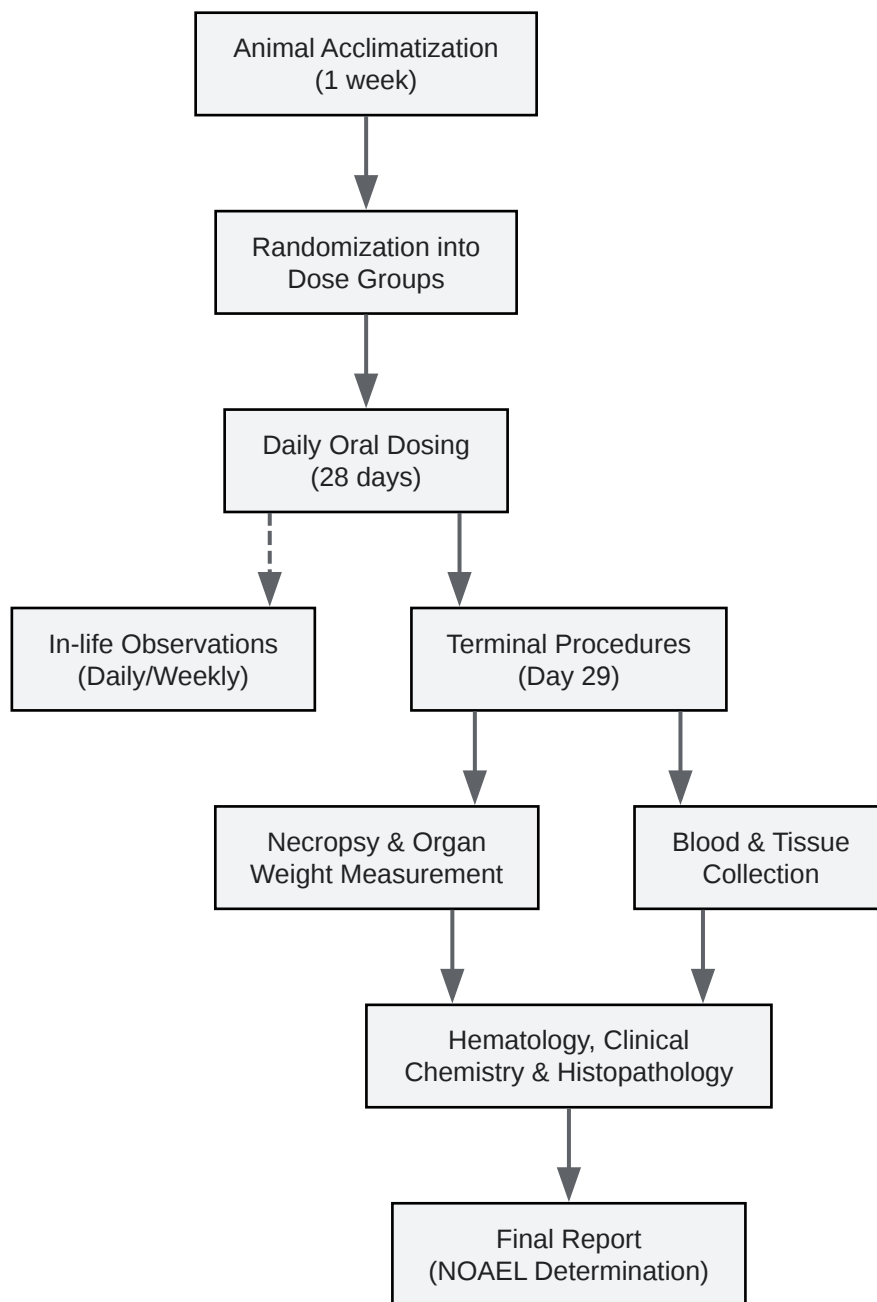 Animal Acclimatization
(1 week)
Randomization into
Dose Groups
Daily Oral Dosing
(28 days)
In-life Observations
(Daily/Weekly)
Terminal Procedures
(Day 29)
Necropsy & Organ
Weight Measurement
Blood & Tissue
Collection
Hematology, Clinical
Chemistry & Histopathology
Final Report
(NOAEL Determination)